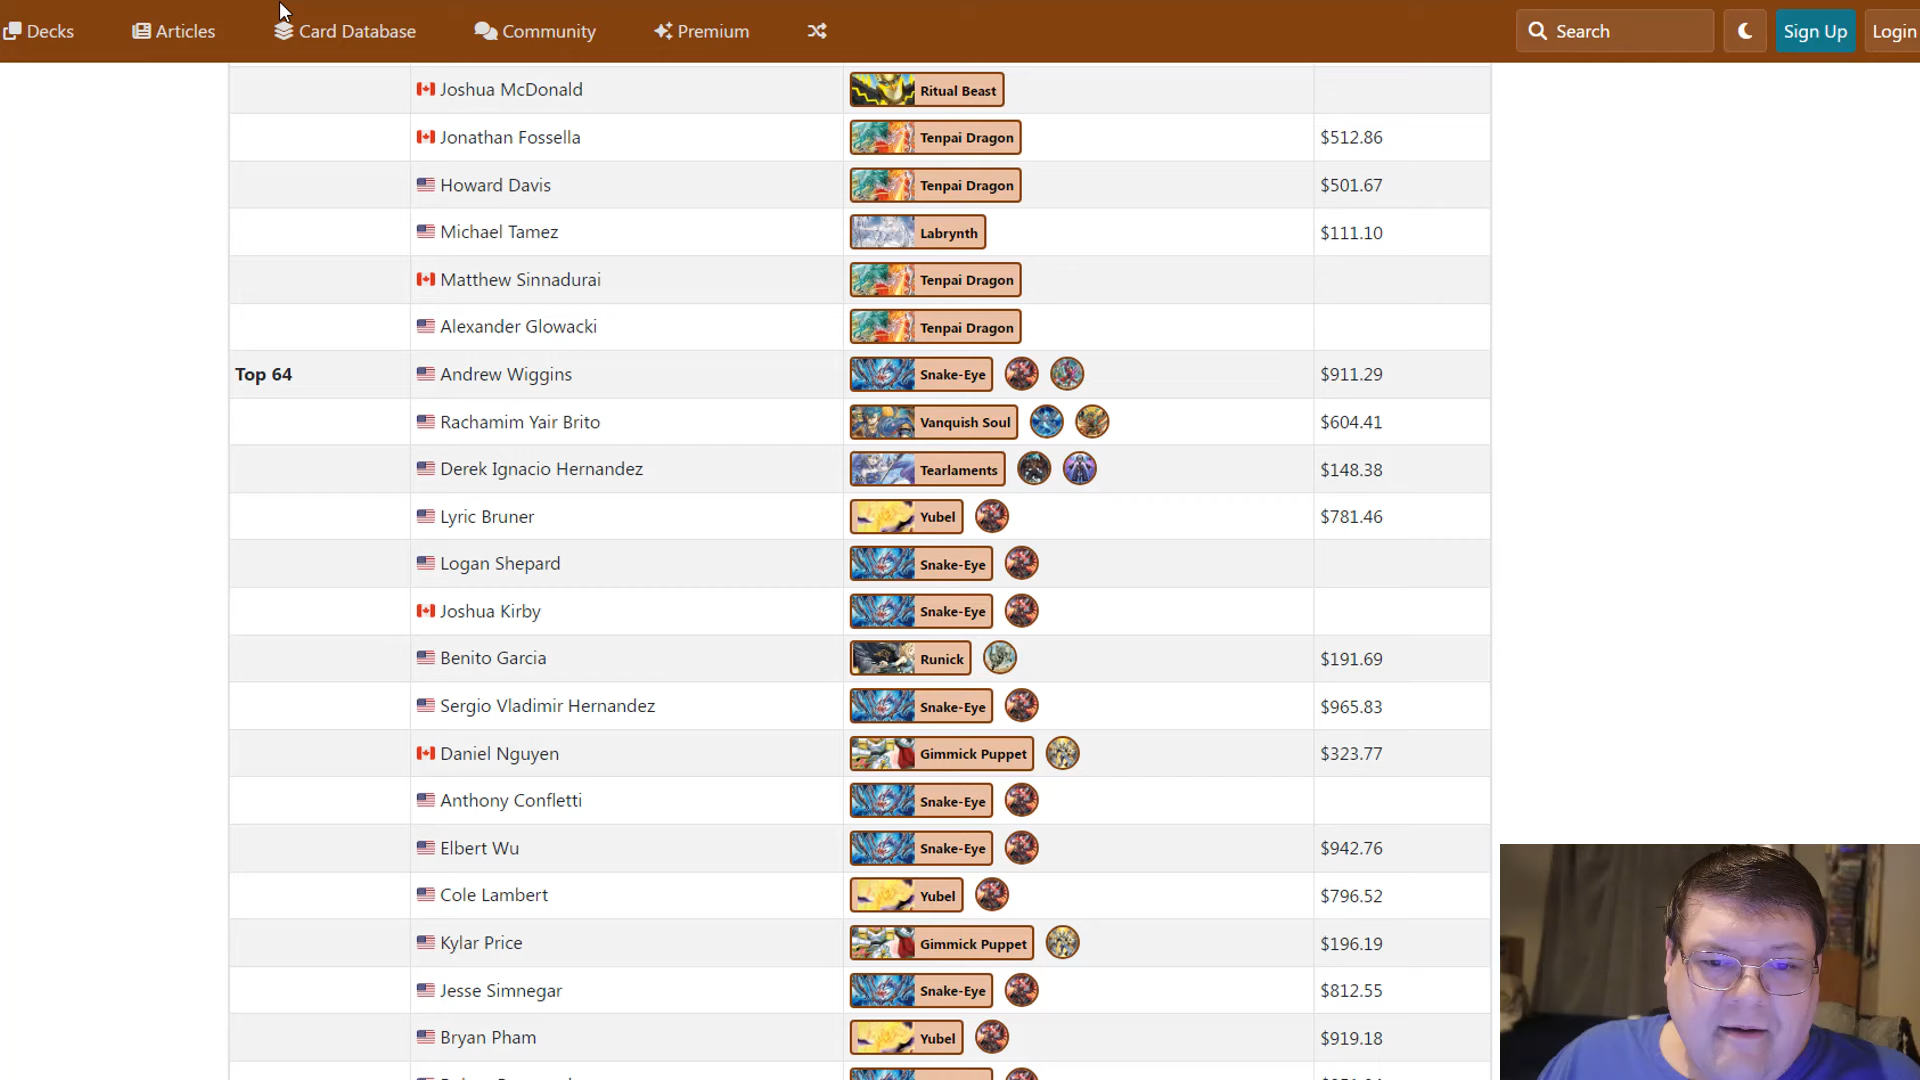 Decks Articles Card Database Community Premium Search Sign Up Login
Joshua McDonald Ritual Beast
Jonathan Fossella Tenpai Dragon $512.86
Howard Davis Tenpai Dragon $501.67
Michael Tamez Labrynth $111.10
Matthew Sinnadurai Tenpai Dragon
Alexander Glowacki Tenpai Dragon
Top 64 Andrew Wiggins Snake-Eye $911.29
Rachamim Yair Brito Vanquish Soul $604.41
Derek Ignacio Hernandez Tearlaments $148.38
Lyric Bruner Yubel $781.46
Logan Shepard Snake-Eye
Joshua Kirby Snake-Eye
Benito Garcia Runick $191.69
Sergio Vladimir Hernandez Snake-Eye $965.83
Daniel Nguyen Gimmick Puppet $323.77
Anthony Confletti Snake-Eye
Elbert Wu Snake-Eye $942.76
Cole Lambert Yubel $796.52
Kylar Price Gimmick Puppet $196.19
Jesse Simnegar Snake-Eye $812.55
Bryan Pham Yubel $919.18